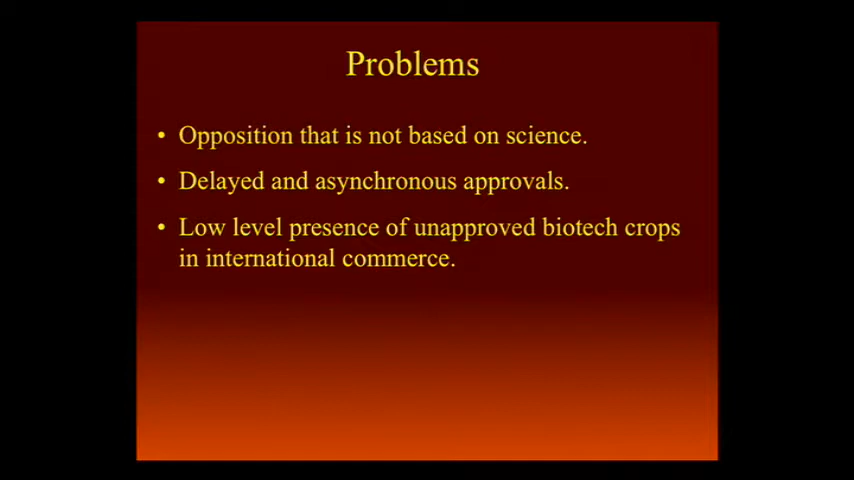 Problems
• Opposition that is not based on science.
• Delayed and asynchronous approvals.
• Low level presence of unapproved biotech crops
in international commerce.